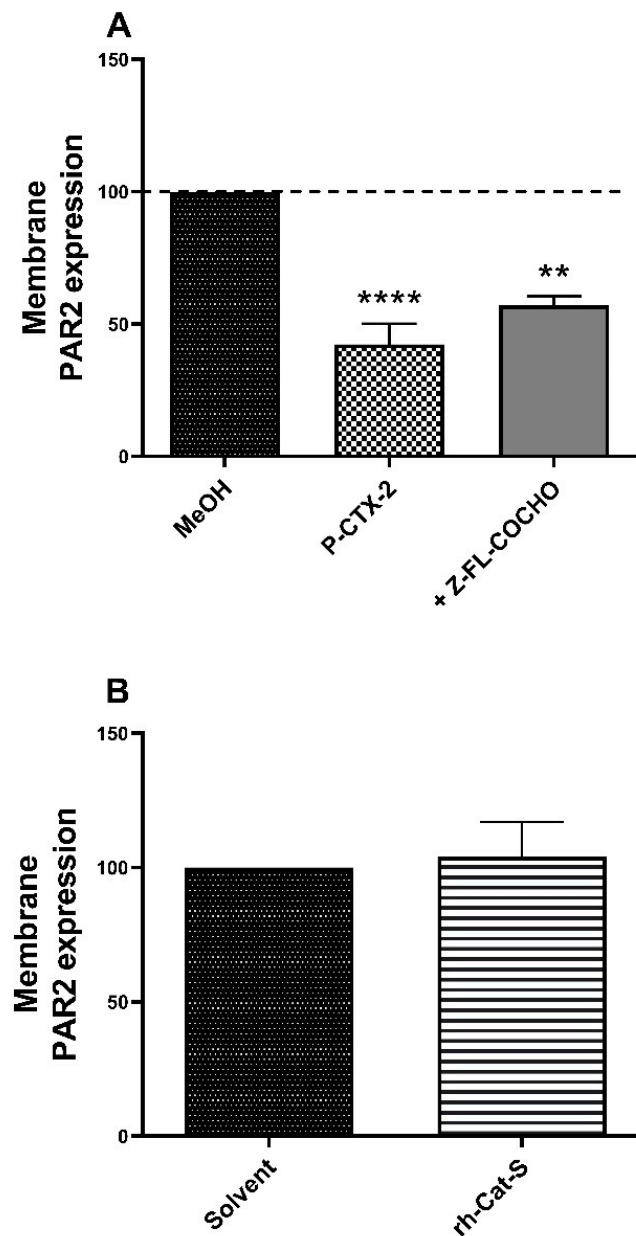 A
Membrane
PAR2 expression
150
100
50
0
****
**
MeOH
P-CTX-2
+ Z-FL-COCHO
B
Membrane
PAR2 expression
150
100
50
0
Solvent
rh-Cat-S